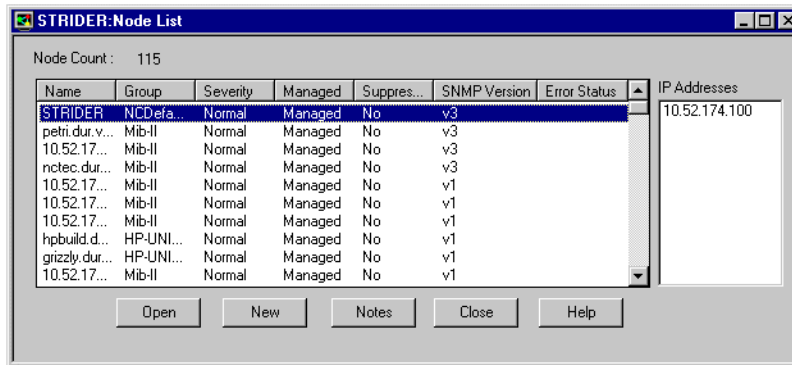 STRIDER:Node List
Node Count : 115
Name Group Severity Managed Suppres... SNMP Version Error Status IP Addresses
STRIDER NCDefa... Normal Managed No v3 10.52.174.100
petri.dur.v... Mib-II Normal Managed No v3
10.52.17... Mib-II Normal Managed No v3
nctec.dur... Mib-II Normal Managed No v3
10.52.17... Mib-II Normal Managed No v1
10.52.17... Mib-II Normal Managed No v1
10.52.17... Mib-II Normal Managed No v1
hpbuild.d... HP-UNI... Normal Managed No v1
grizzly.dur... HP-UNI... Normal Managed No v1
10.52.17... Mib-II Normal Managed No v1
Open New Notes Close Help